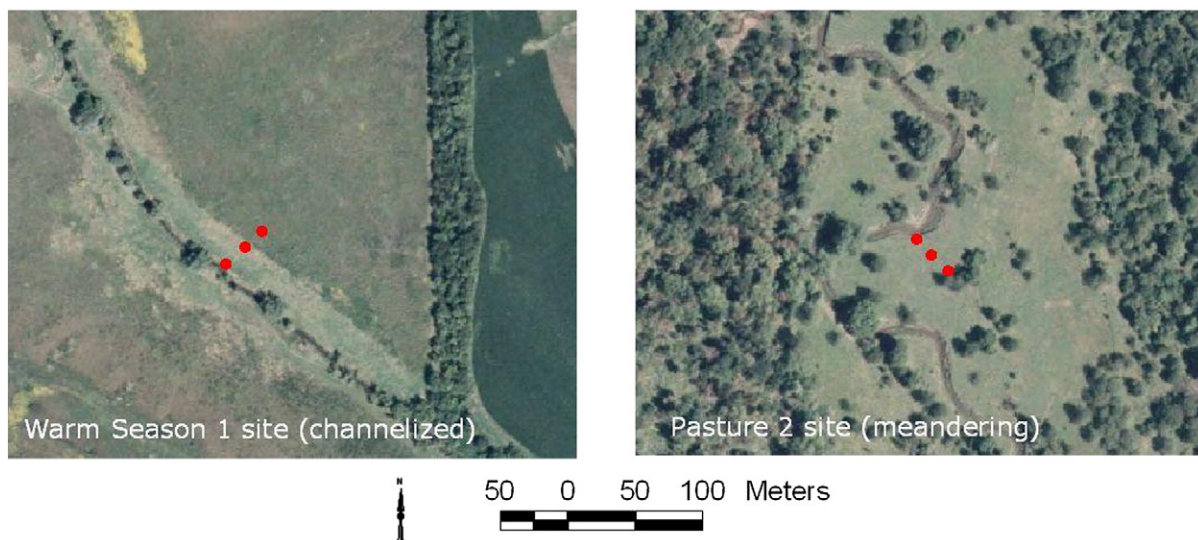 Warm Season 1 site (channelized)
Pasture 2 site (meandering)
N
50 0 50 100 Meters